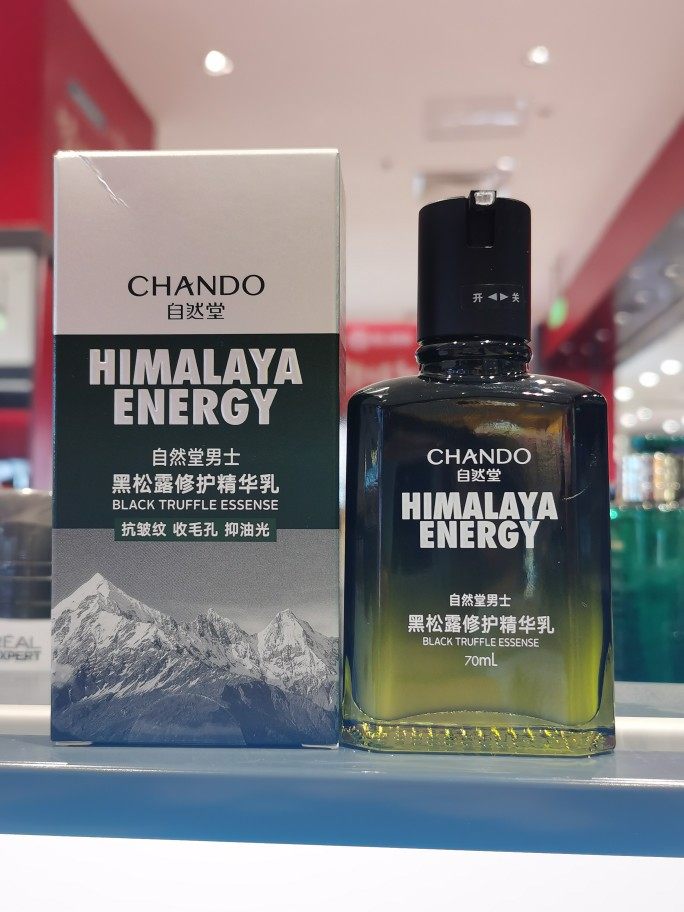 CHANDO
自然堂
HIMALAYA
ENERGY
自然堂男士
黑松露修护精华乳
BLACK TRUFFLE ESSENSE
抗皱纹 收毛孔 抑油光
开 ◀▶ 关
CHANDO
自然堂
HIMALAYA
ENERGY
自然堂男士
黑松露修护精华乳
BLACK TRUFFLE ESSENSE
70mL
RÉAL
XPERT